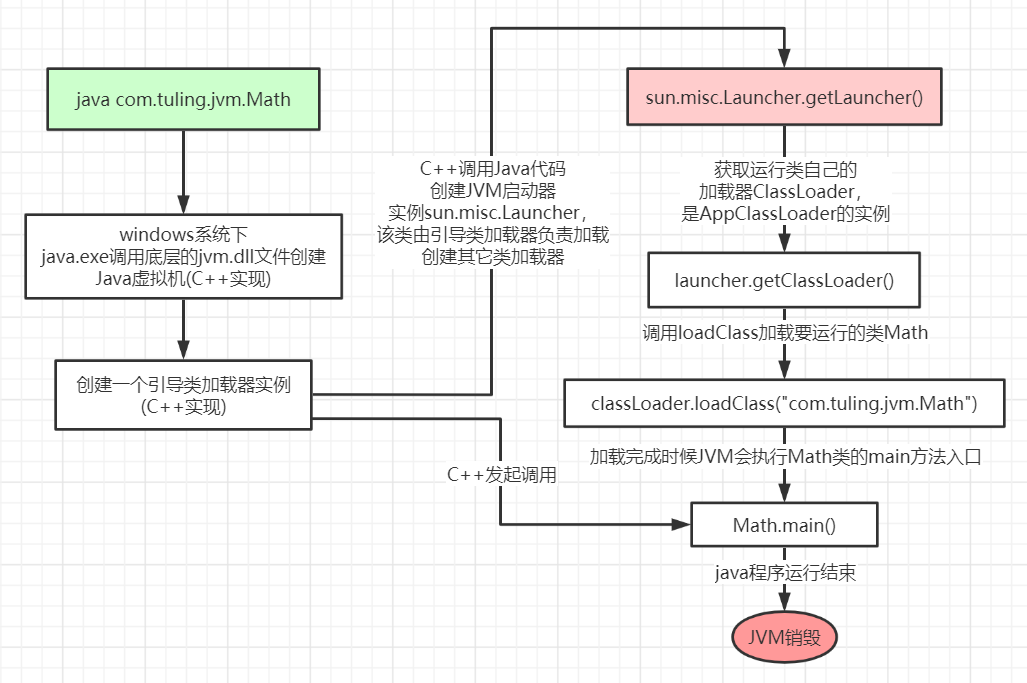 java com.tuling.jvm.Math
windows系统下
java.exe调用底层的jvm.dll文件创建
Java虚拟机(C++实现)
创建一个引导类加载器实例
(C++实现)
C++调用Java代码
创建JVM启动器
实例sun.misc.Launcher,
该类由引导类加载器负责加载
创建其它类加载器
C++发起调用
sun.misc.Launcher.getLauncher()
获取运行类自己的
加载器ClassLoader,
是AppClassLoader的实例
launcher.getClassLoader()
调用loadClass加载要运行的类Math
classLoader.loadClass("com.tuling.jvm.Math")
加载完成时候JVM会执行Math类的main方法入口
Math.main()
java程序运行结束
JVM销毁